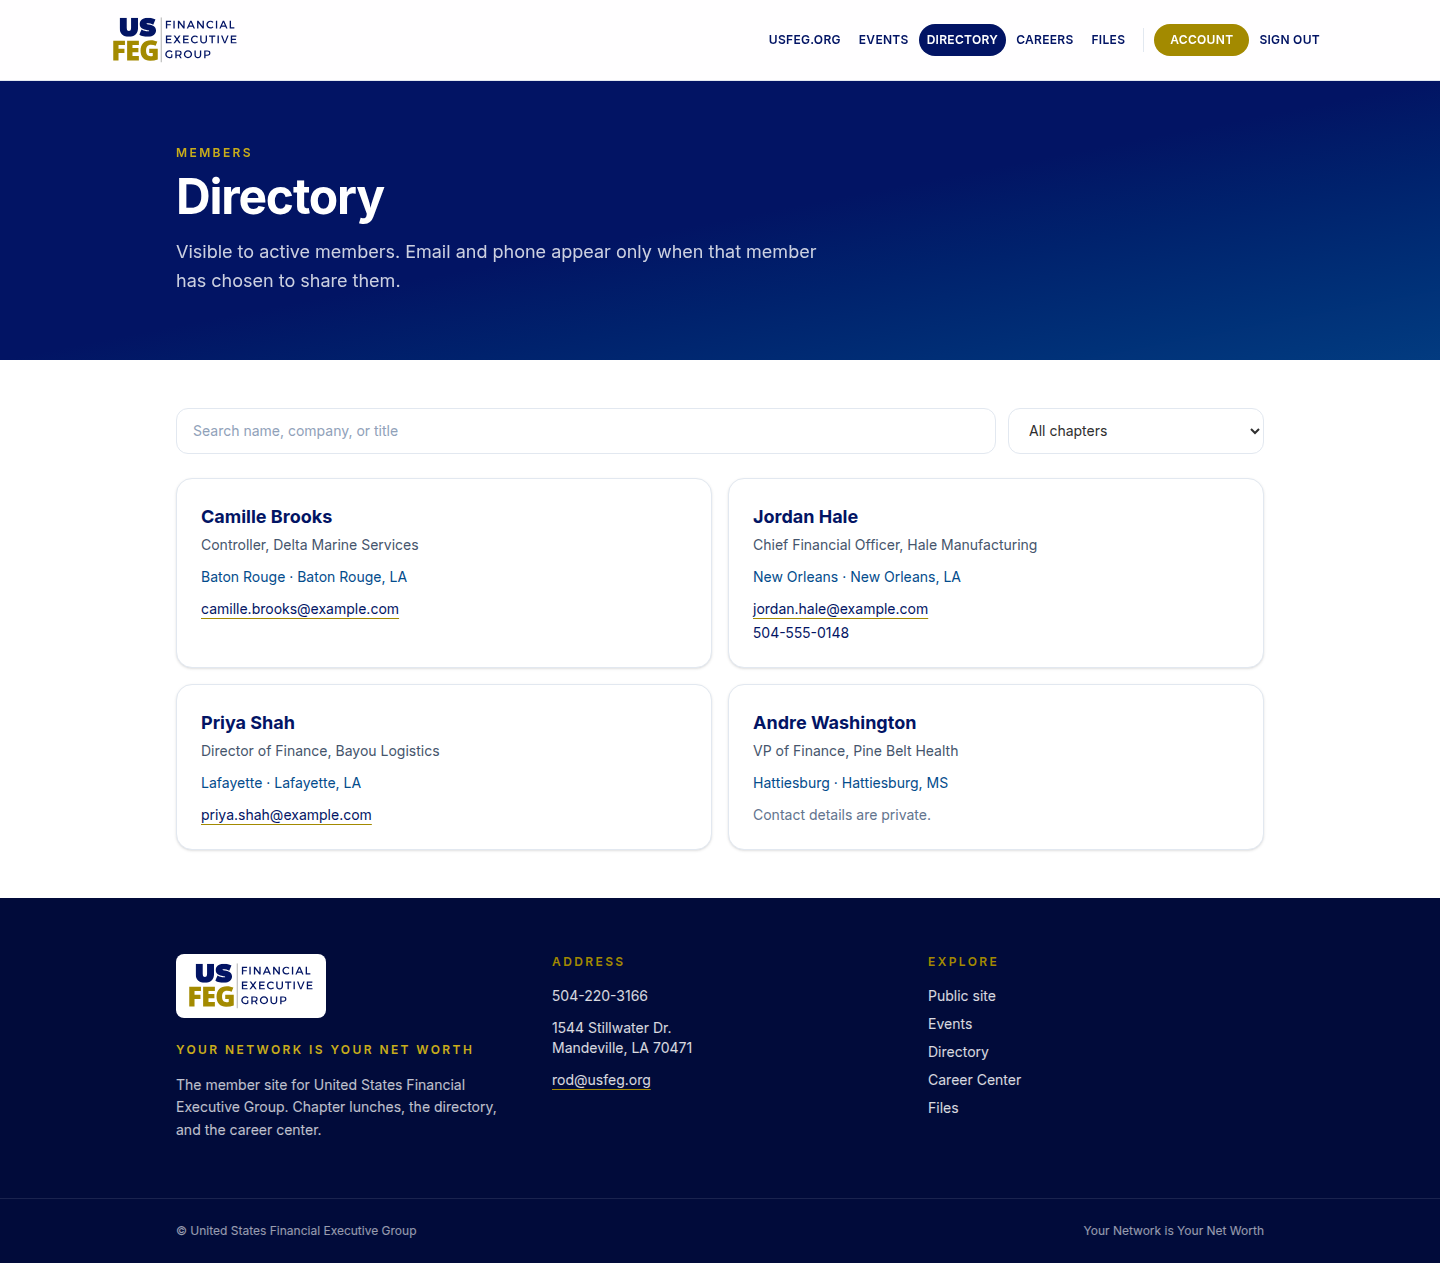 US FINANCIAL
EXECUTIVE
FEG GROUP
USFEG.ORG EVENTS DIRECTORY CAREERS FILES ACCOUNT SIGN OUT
MEMBERS
Directory
Visible to active members. Email and phone appear only when that member
has chosen to share them.
Search name, company, or title
All chapters
Camille Brooks
Controller, Delta Marine Services
Baton Rouge · Baton Rouge, LA
camille.brooks@example.com
Jordan Hale
Chief Financial Officer, Hale Manufacturing
New Orleans · New Orleans, LA
jordan.hale@example.com
504-555-0148
Priya Shah
Director of Finance, Bayou Logistics
Lafayette · Lafayette, LA
priya.shah@example.com
Andre Washington
VP of Finance, Pine Belt Health
Hattiesburg · Hattiesburg, MS
Contact details are private.
US FINANCIAL
EXECUTIVE
FEG GROUP
YOUR NETWORK IS YOUR NET WORTH
The member site for United States Financial
Executive Group. Chapter lunches, the directory,
and the career center.
ADDRESS
504-220-3166
1544 Stillwater Dr.
Mandeville, LA 70471
rod@usfeg.org
EXPLORE
Public site
Events
Directory
Career Center
Files
© United States Financial Executive Group
Your Network is Your Net Worth